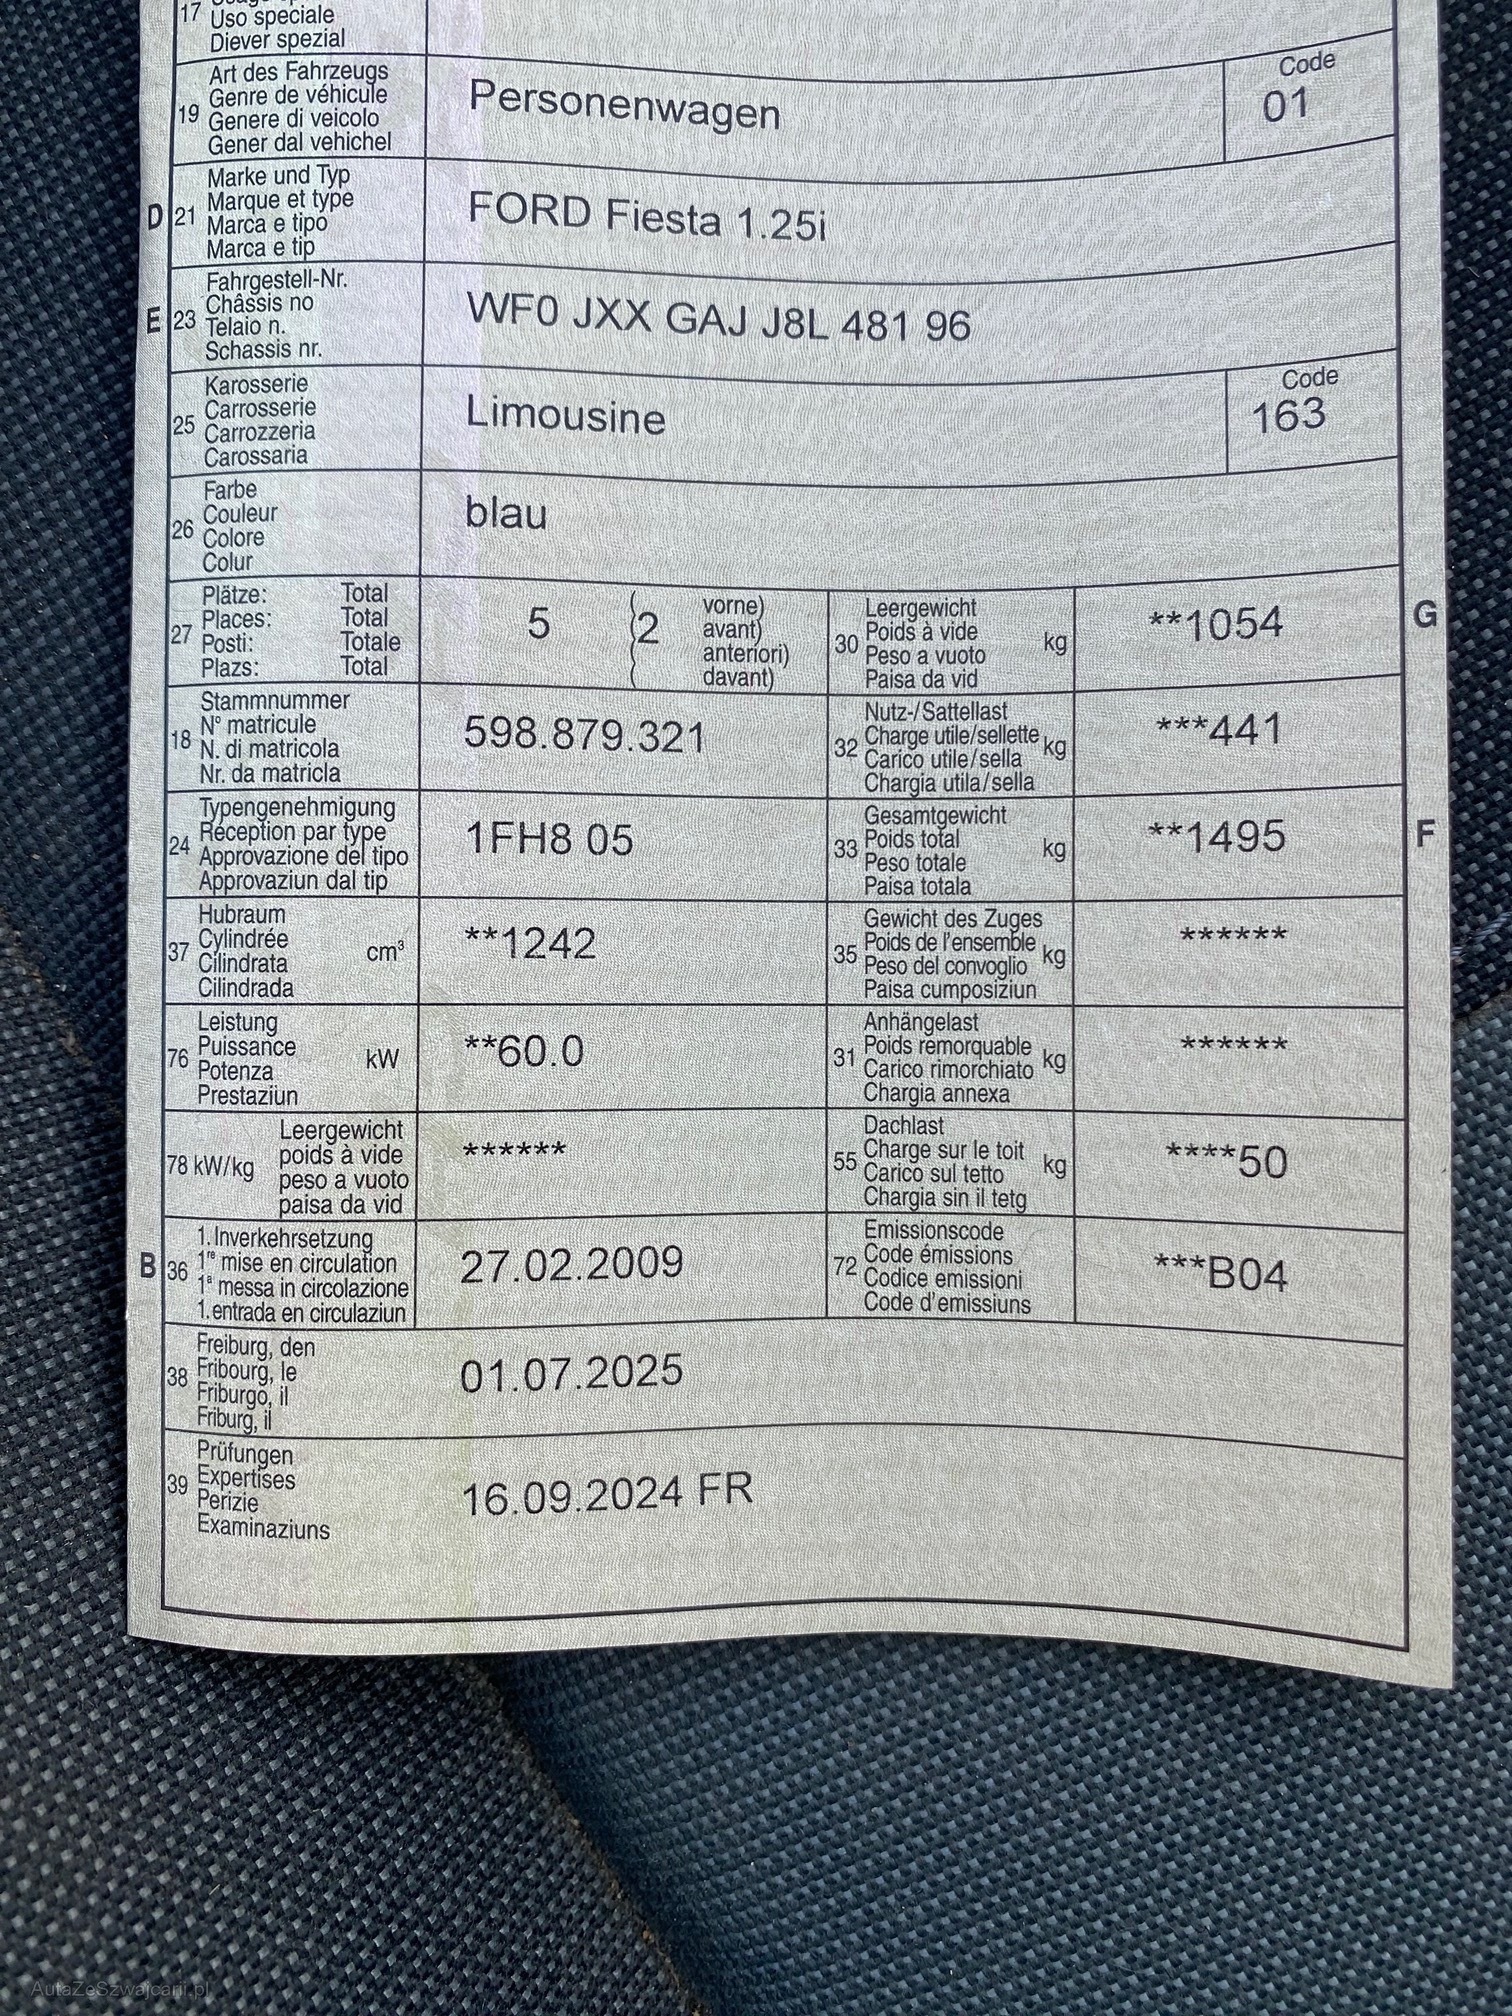 17 Uso speciale
Diever spezial
Art des Fahrzeugs
19 Genre de véhicule
Genere di veicolo
Gener dal vehichel
Personenwagen
Code
01
Marke und Typ
D 21 Marque et type
Marca e tipo
Marca e tip
FORD Fiesta 1.25i
Fahrgestell-Nr.
E 23 Châssis no
Telaio n.
Schassis nr.
WF0 JXX GAJ J8L 481 96
Karosserie
25 Carrosserie
Carrozzeria
Carossaria
Limousine
Code
163
Farbe
26 Couleur
Colore
Colur
blau
Plätze: Total
27 Places: Total
Posti: Totale
Plazs: Total
5 (2 vorne)
avant)
anteriori)
davant)
Leergewicht
30 Poids à vide kg
Peso a vuoto
Paisa da vid
**1054
G
Stammnummer
18 N° matricule
N. di matricola
Nr. da matricla
598.879.321
Nutz-/Sattellast
32 Charge utile/sellette kg
Carico utile/sella
Chargia utila/sella
***441
Typengenehmigung
24 Réception par type
Approvazione del tipo
Approvaziun dal tip
1FH8 05
Gesamtgewicht
33 Poids total kg
Peso totale
Paisa totala
**1495
F
Hubraum
37 Cylindrée cm³
Cilindrata
Cilindrada
**1242
Gewicht des Zuges
35 Poids de l'ensemble kg
Peso del convoglio
Paisa cumposiziun
******
Leistung
76 Puissance kW
Potenza
Prestaziun
**60.0
Anhängelast
31 Poids remorquable kg
Carico rimorchiato
Chargia annexa
******
Leergewicht
78 kW/kg poids à vide
peso a vuoto
paisa da vid
******
Dachlast
55 Charge sur le toit kg
Carico sul tetto
Chargia sin il tetg
****50
1. Inverkehrsetzung
B 36 1re mise en circulation
1a messa in circolazione
1. entrada en circulaziun
27.02.2009
Emissionscode
72 Code émissions
Codice emissioni
Code d'emissiuns
***B04
Freiburg, den
38 Fribourg, le
Friburgo, il
Friburg, il
01.07.2025
Prüfungen
39 Expertises
Perizie
Examinaziuns
16.09.2024 FR
AutaZeSzwajcarii.pl